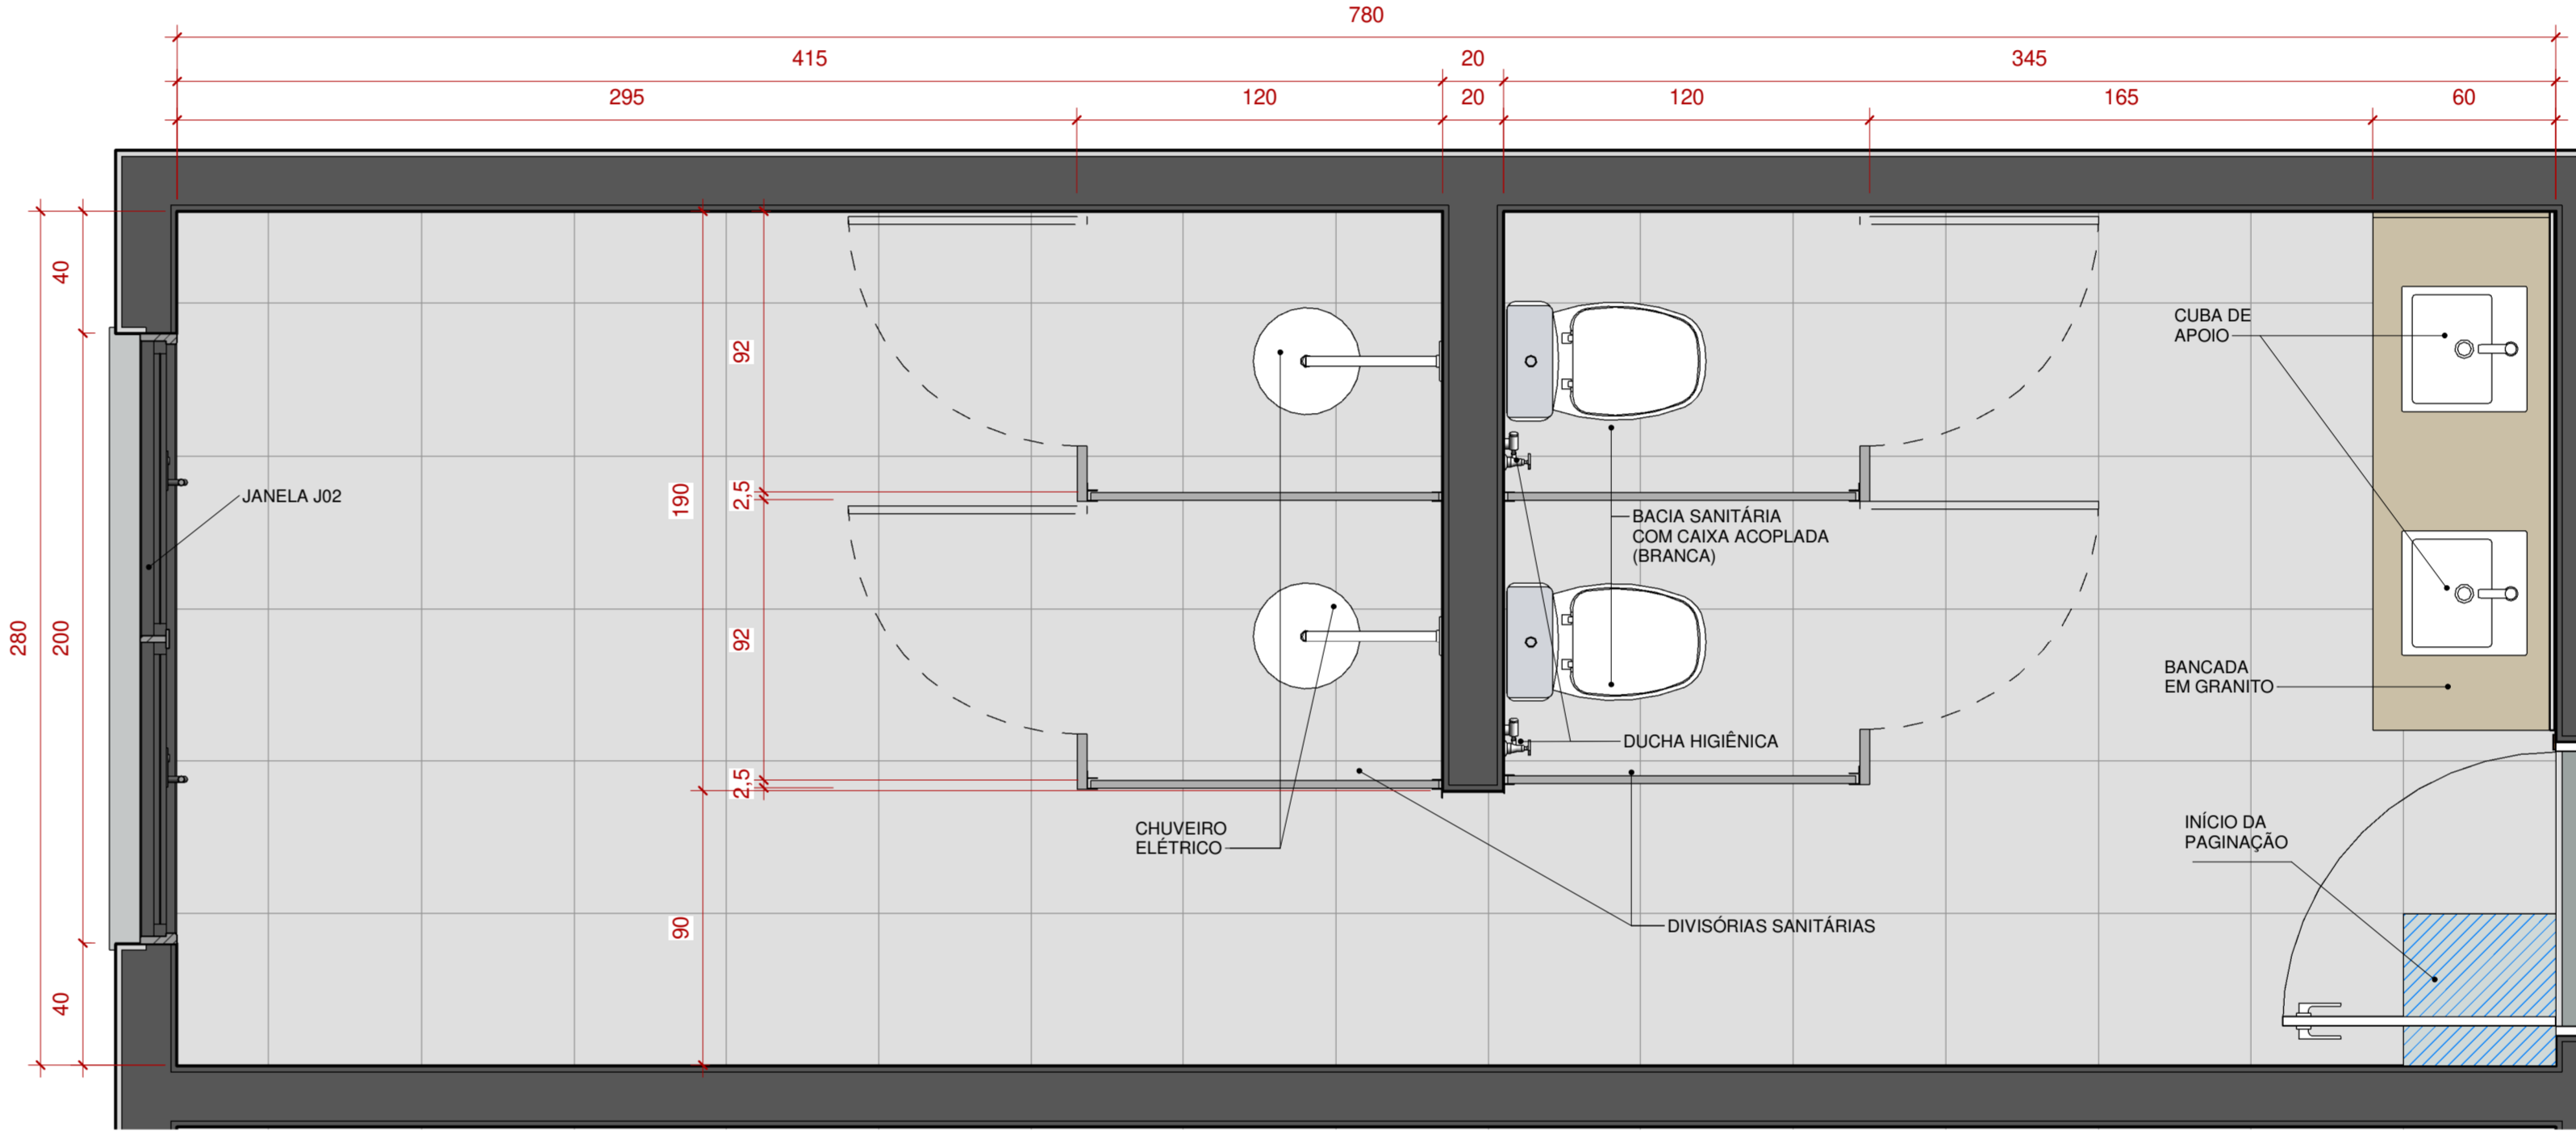 780
415
20
345
295
120
20
120
165
60
40
280
200
40
92
190
2,5
92
2,5
90
JANELA J02
CUBA DE
APOIO
BACIA SANITÁRIA
COM CAIXA ACOPLADA
(BRANCA)
BANCADA
EM GRANITO
DUCHA HIGIÊNICA
CHUVEIRO
ELÉTRICO
INÍCIO DA
PAGINAÇÃO
DIVISÓRIAS SANITÁRIAS